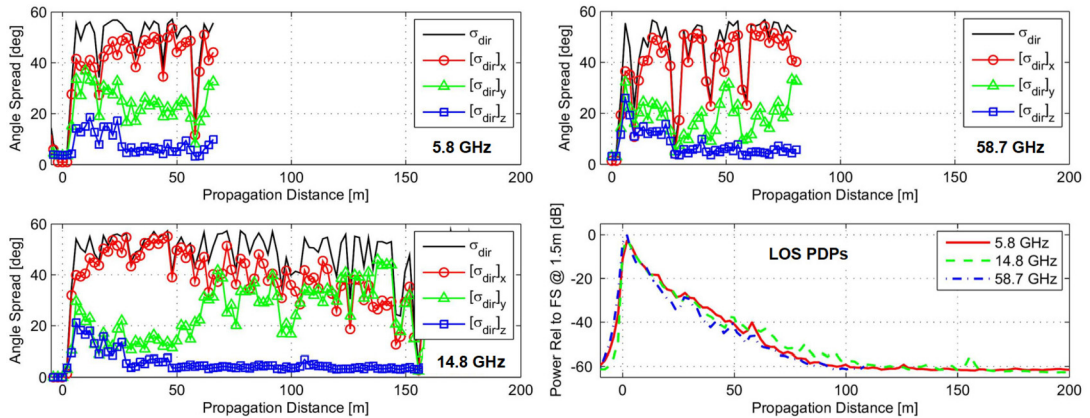 60
40
20
0
Angle Spread [deg]
σdir
[σdir]x
[σdir]y
[σdir]z
5.8 GHz
0 50 100 150 200
Propagation Distance [m]
60
40
20
0
Angle Spread [deg]
σdir
[σdir]x
[σdir]y
[σdir]z
58.7 GHz
0 50 100 150 200
Propagation Distance [m]
60
40
20
0
Angle Spread [deg]
σdir
[σdir]x
[σdir]y
[σdir]z
14.8 GHz
0 50 100 150 200
Propagation Distance [m]
0
-20
-40
-60
Power Rel to FS @ 1.5m [dB]
LOS PDPs
5.8 GHz
14.8 GHz
58.7 GHz
0 50 100 150 200
Propagation Distance [m]